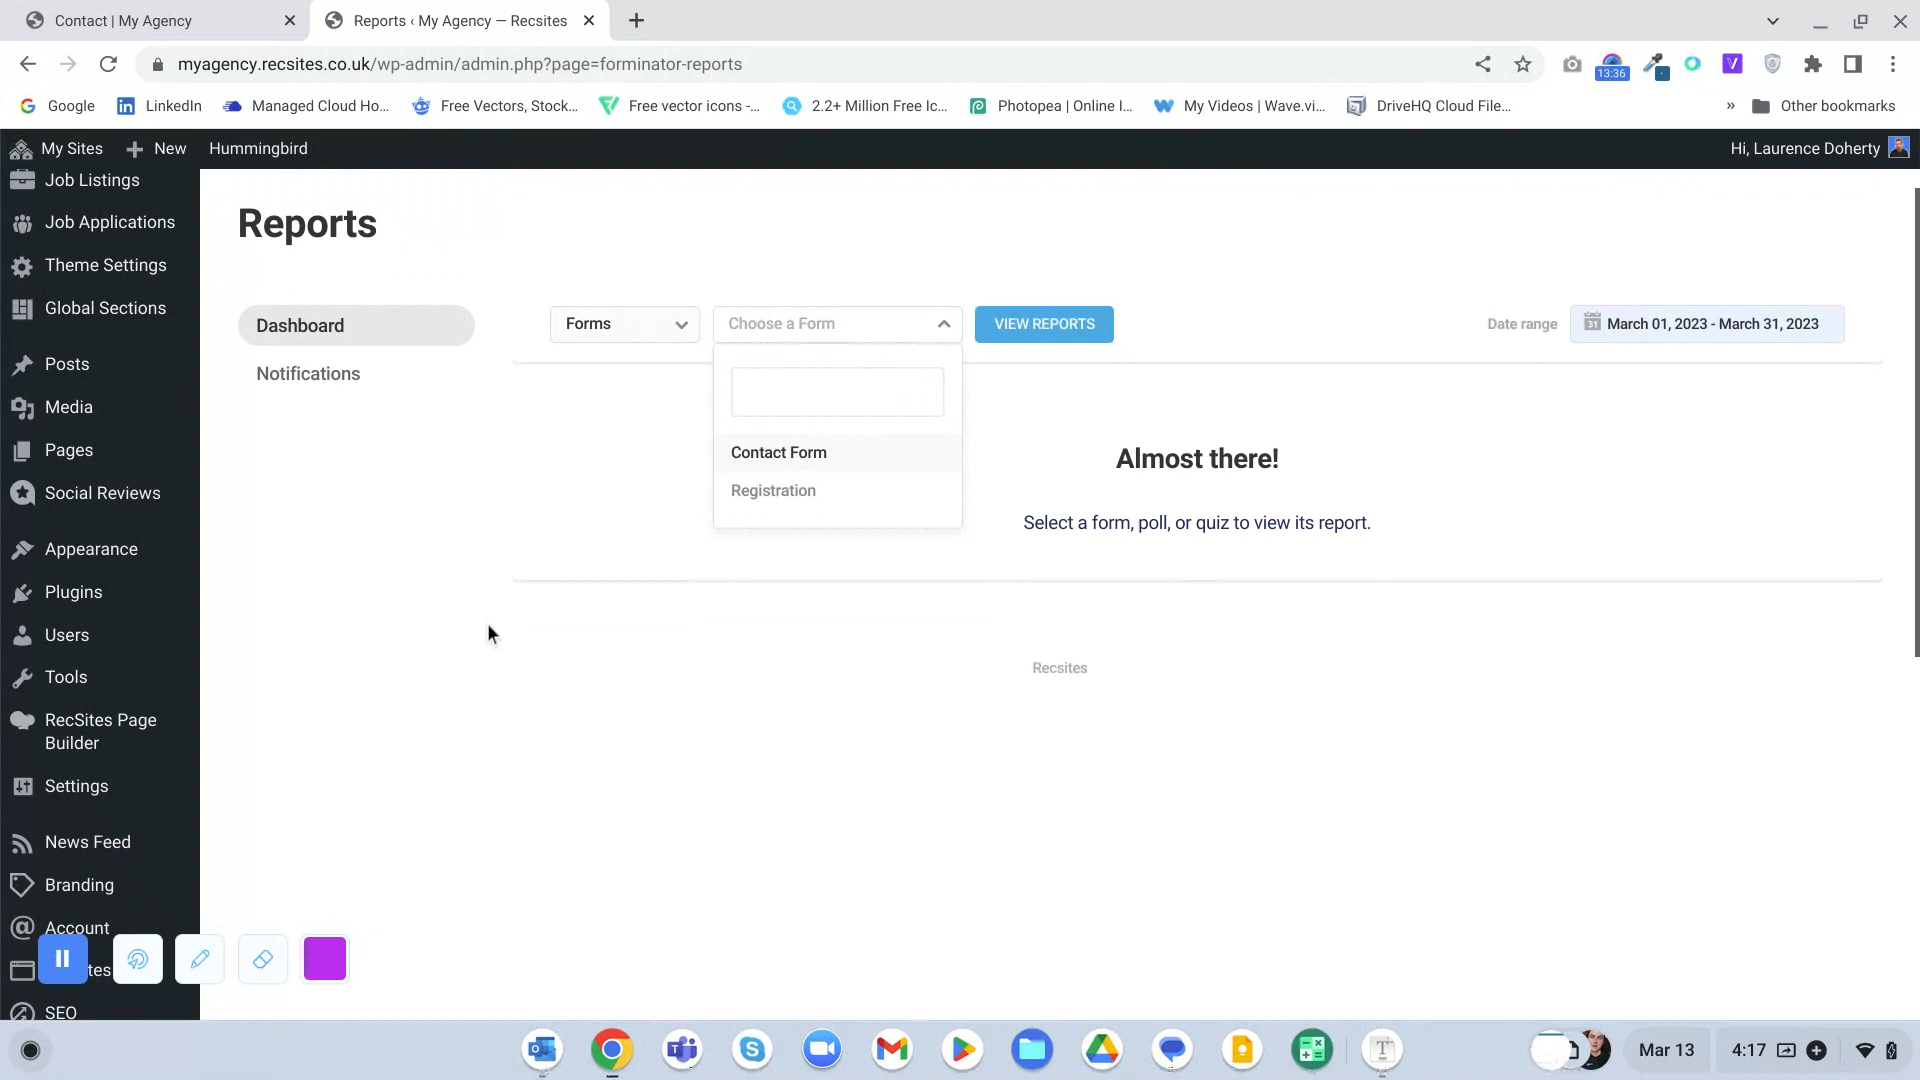 Contact | My Agency
Reports ‹ My Agency — Recsites
myagency.recsites.co.uk/wp-admin/admin.php?page=forminator-reports
13:36
Google
LinkedIn
Managed Cloud Ho...
Free Vectors, Stock...
Free vector icons -...
2.2+ Million Free Ic...
Photopea | Online I...
My Videos | Wave.vi...
DriveHQ Cloud File...
»
Other bookmarks
My Sites
New
Hummingbird
Hi, Laurence Doherty
Job Listings
Job Applications
Theme Settings
Global Sections
Posts
Media
Pages
Social Reviews
Appearance
Plugins
Users
Tools
RecSites Page
Builder
Settings
News Feed
Branding
Account
tes
SEO
Reports
Dashboard
Notifications
Forms
Choose a Form
VIEW REPORTS
Date range
31
March 01, 2023 - March 31, 2023
Contact Form
Registration
Almost there!
Select a form, poll, or quiz to view its report.
Recsites
Mar 13
4:17